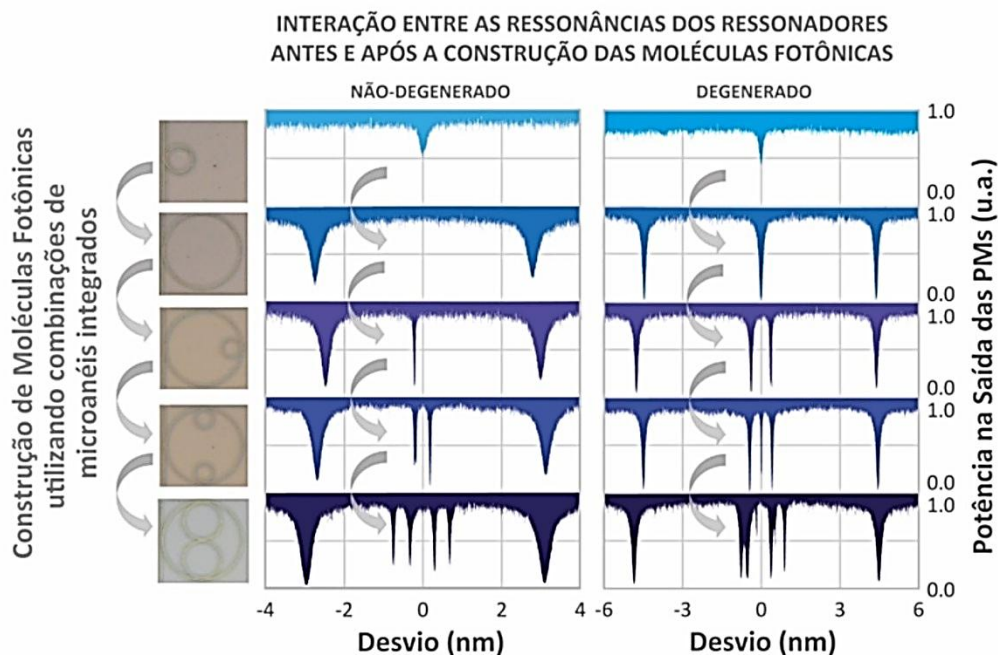 INTERAÇÃO ENTRE AS RESSONÂNCIAS DOS RESSONADORES
ANTES E APÓS A CONSTRUÇÃO DAS MOLÉCULAS FOTÔNICAS
NÃO-DEGENERADO
DEGENERADO
Construção de Moléculas Fotônicas
utilizando combinações de
microanéis integrados
1.0
0.0
1.0
0.0
1.0
0.0
1.0
0.0
1.0
0.0
Potência na Saída das PMs (u.a.)
-4 -2 0 2 4
-6 -3 0 3 6
Desvio (nm)
Desvio (nm)